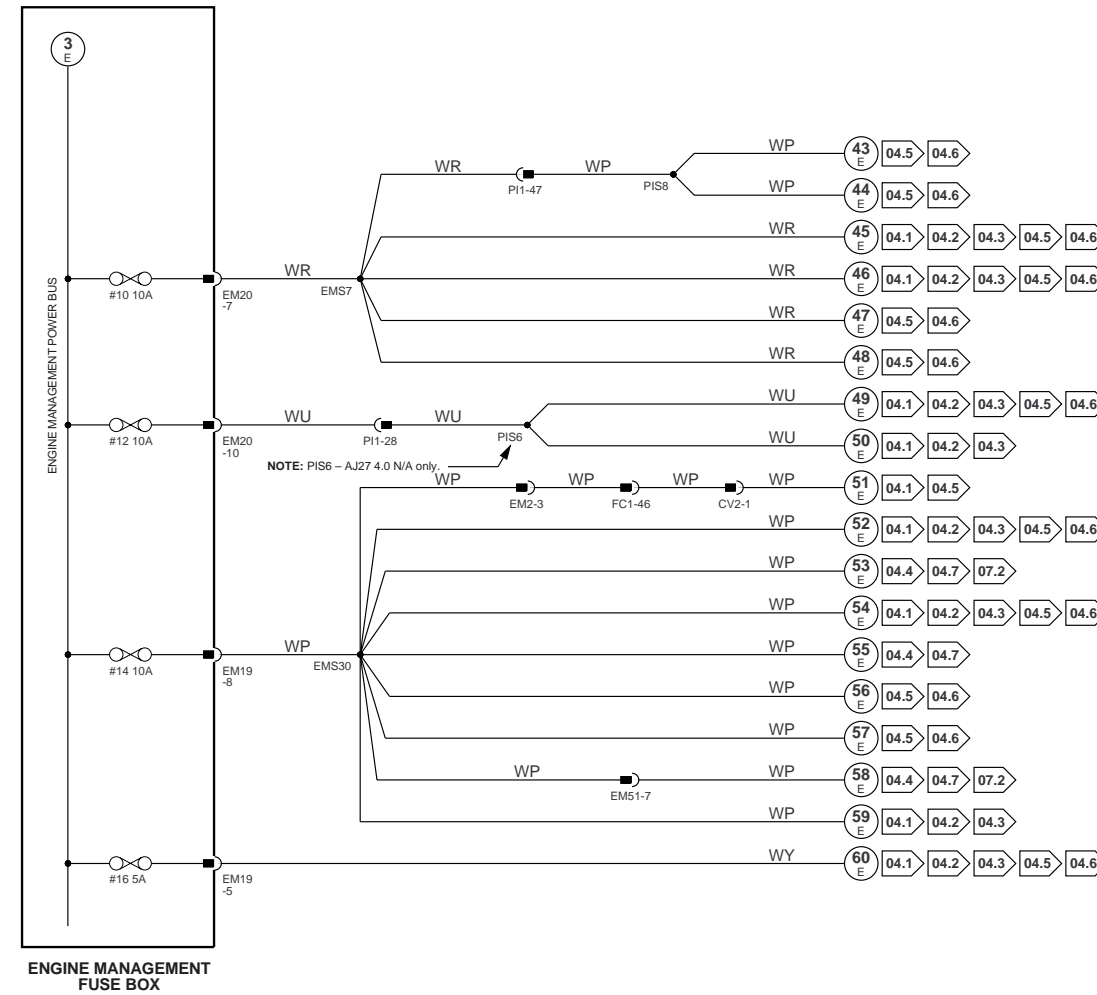 3
E
WP 43 E 04.5 04.6
WR PI1-47 WP PIS8
WP 44 E 04.5 04.6
WR 45 E 04.1 04.2 04.3 04.5 04.6
#10 10A EM20 -7 WR EMS7 WR 46 E 04.1 04.2 04.3 04.5 04.6
WR 47 E 04.5 04.6
WR 48 E 04.5 04.6
ENGINE MANAGEMENT POWER BUS
WU 49 E 04.1 04.2 04.3 04.5 04.6
#12 10A EM20 -10 WU PI1-28 WU PIS6
WU 50 E 04.1 04.2 04.3
NOTE: PIS6 – AJ27 4.0 N/A only.
WP EM2-3 WP FC1-46 WP CV2-1 WP 51 E 04.1 04.5
WP 52 E 04.1 04.2 04.3 04.5 04.6
WP 53 E 04.4 04.7 07.2
WP 54 E 04.1 04.2 04.3 04.5 04.6
#14 10A EM19 -8 WP EMS30 WP 55 E 04.4 04.7
WP 56 E 04.5 04.6
WP 57 E 04.5 04.6
WP EM51-7 WP 58 E 04.4 04.7 07.2
WP 59 E 04.1 04.2 04.3
#16 5A EM19 -5 WY 60 E 04.1 04.2 04.3 04.5 04.6
ENGINE MANAGEMENT
FUSE BOX